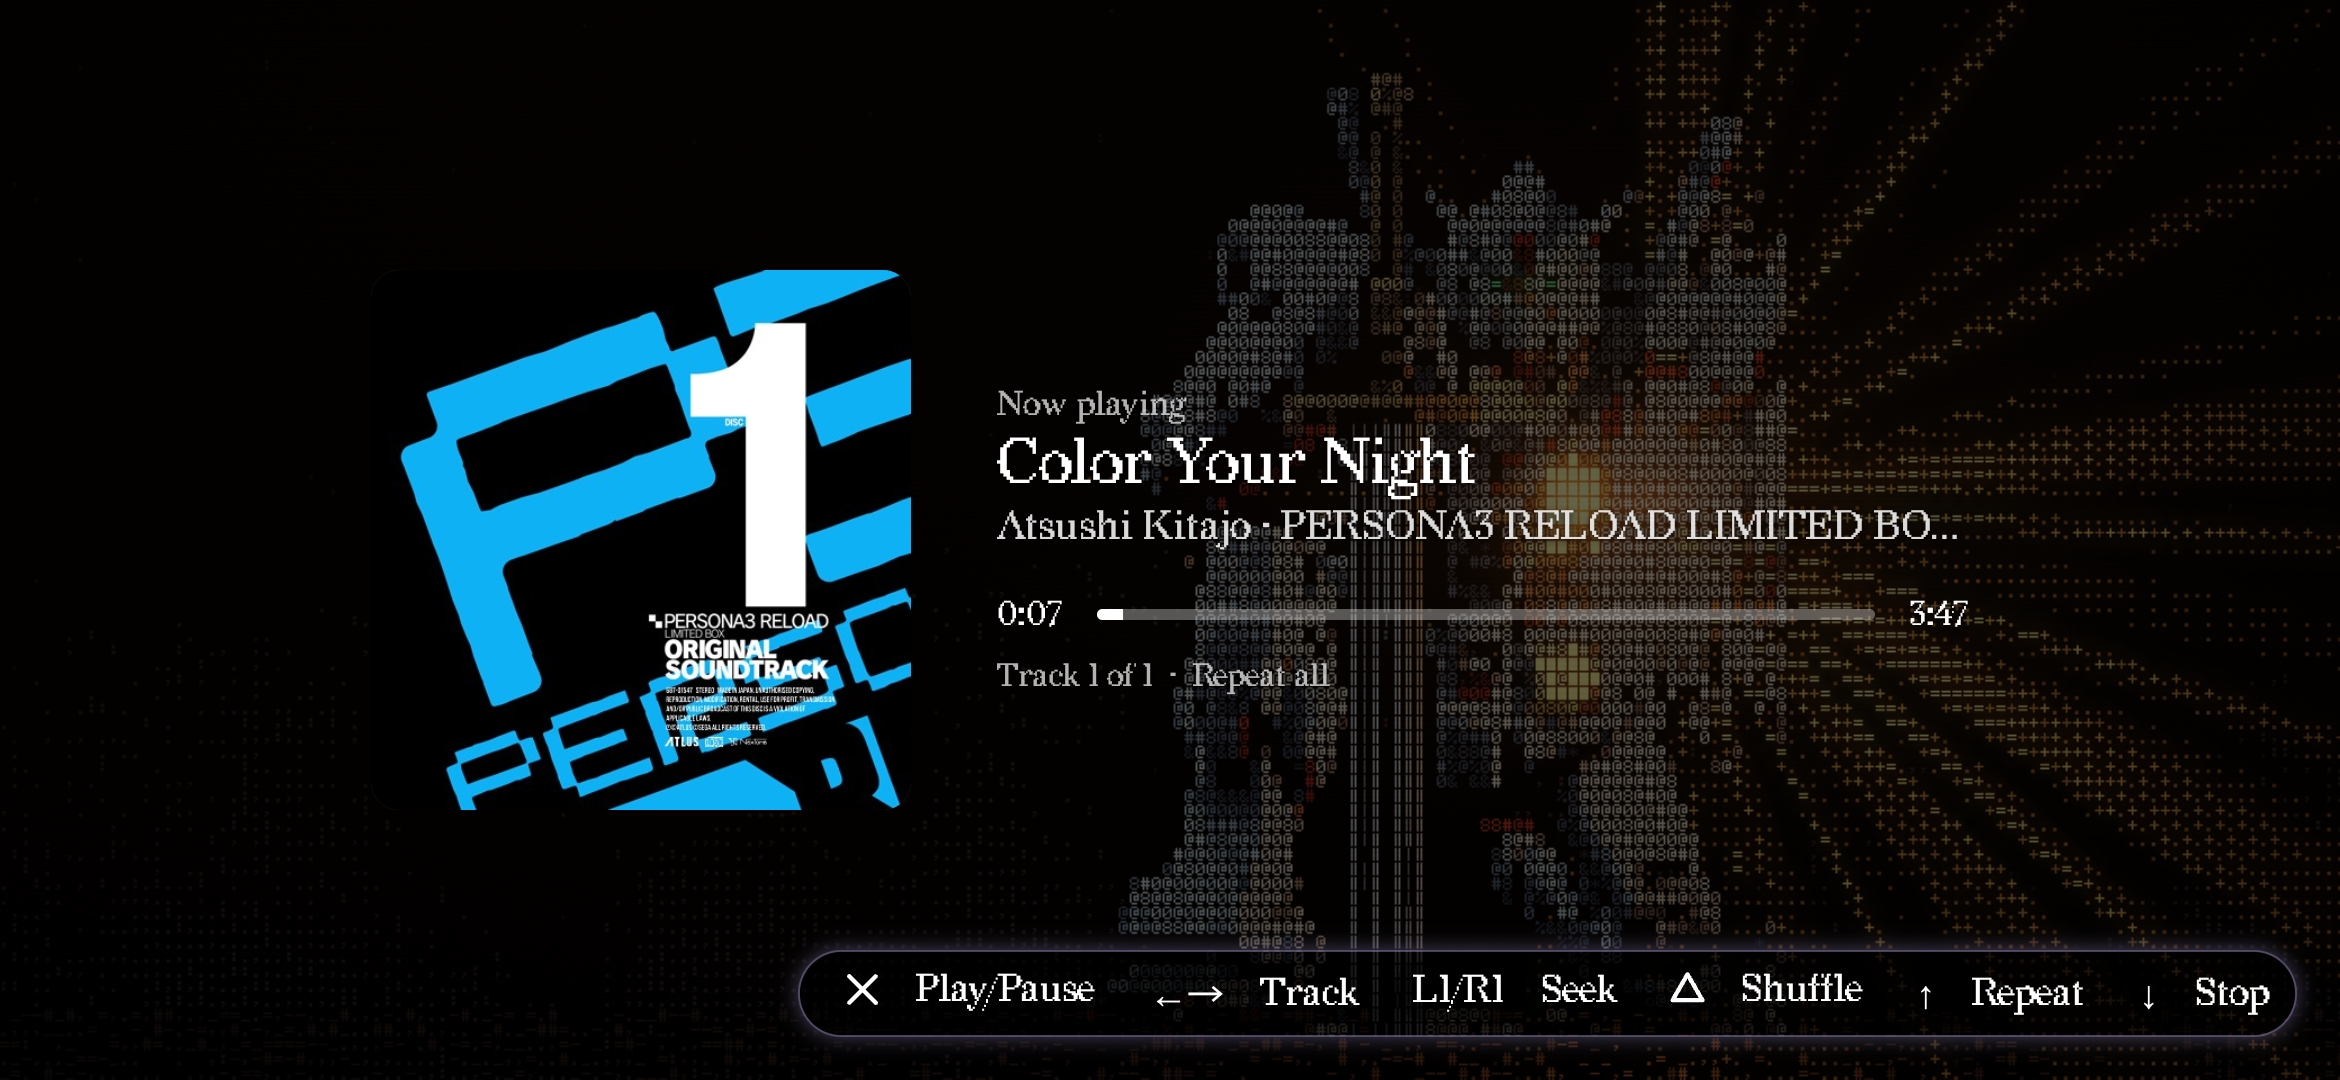 1
DISC
PERSONA3 RELOAD
LIMITED BOX
ORIGINAL
SOUNDTRACK
ATLUS
Now playing
Color Your Night
Atsushi Kitajo · PERSONA3 RELOAD LIMITED BO...
0:07 3:47
Track 1 of 1 · Repeat all
Play/Pause ←→ Track L1/R1 Seek Shuffle ↑ Repeat ↓ Stop